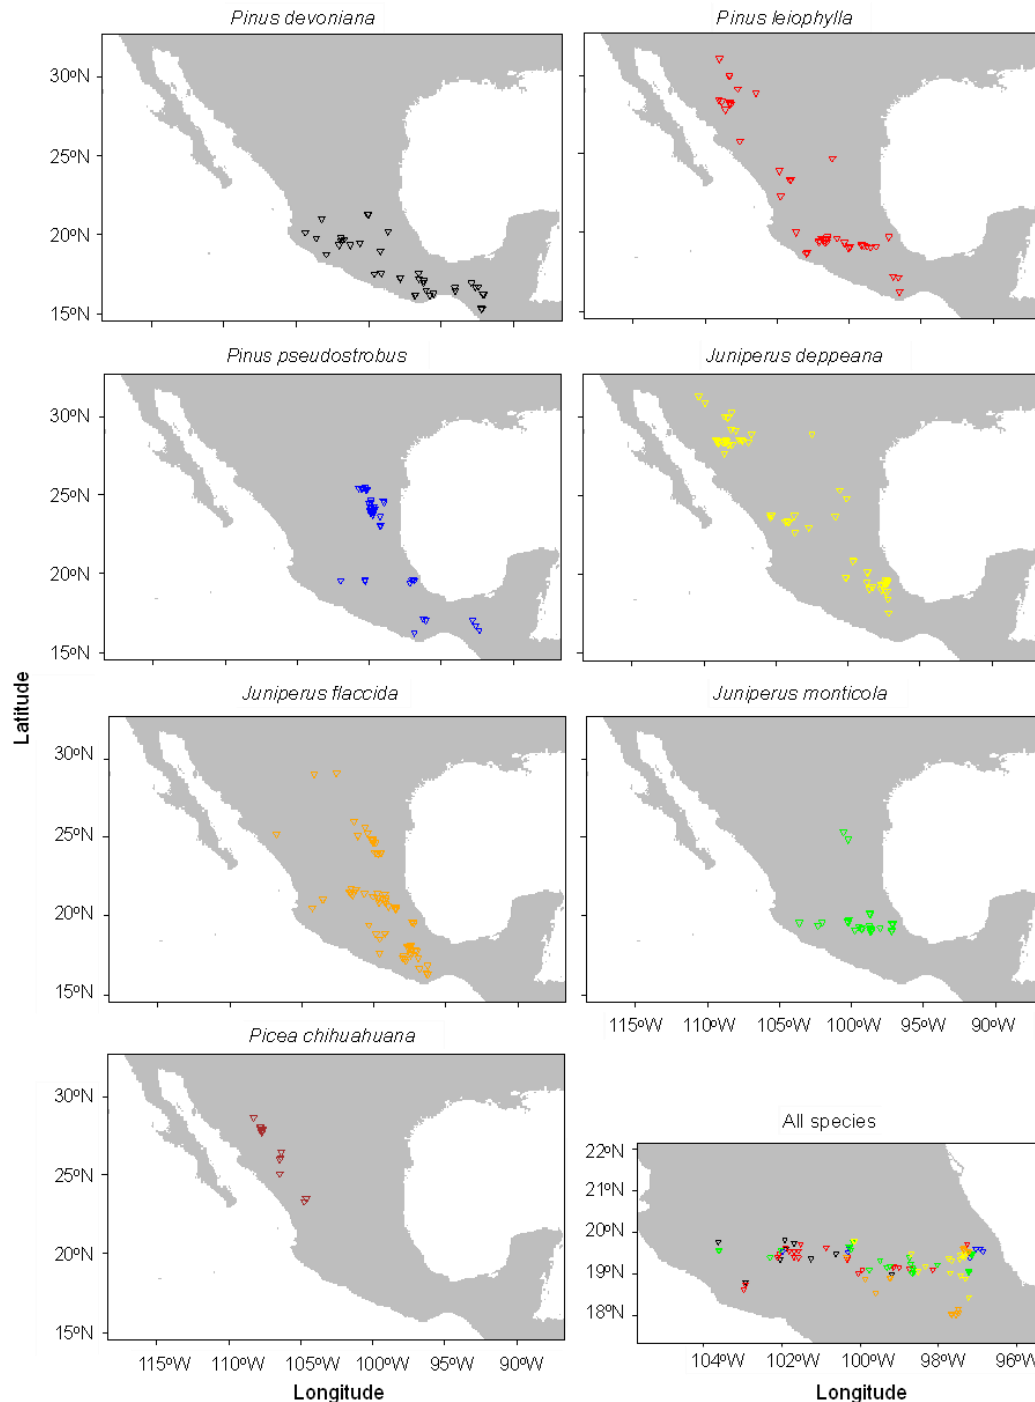 Pinus devoniana
Pinus leiophylla
30ºN
25ºN
20ºN
15ºN
Pinus pseudostrobus
Juniperus deppeana
30ºN
25ºN
20ºN
15ºN
Latitude
Juniperus flaccida
Juniperus monticola
30ºN
25ºN
20ºN
15ºN
115ºW 110ºW 105ºW 100ºW 95ºW 90ºW
Picea chihuahuana
All species
30ºN
25ºN
20ºN
15ºN
22ºN
21ºN
20ºN
19ºN
18ºN
115ºW 110ºW 105ºW 100ºW 95ºW 90ºW
104ºW 102ºW 100ºW 98ºW 96ºW
Longitude
Longitude